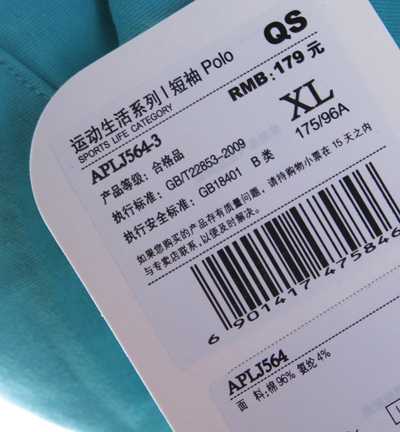 QS
运动生活系列 | 短袖 Polo
SPORTS LIFE CATEGORY
RMB: 179 元
APLJ564-3
XL
175/96A
产品等级: 合格品
执行标准: GB/T22853-2009
执行安全标准: GB18401 B 类
如果您购买的产品存有质量问题, 请持购物小票在 15 天之内
与专卖店联系, 以便及时解决。
6 901417 475846
APLJ564
面 料: 棉96% 氨纶4%